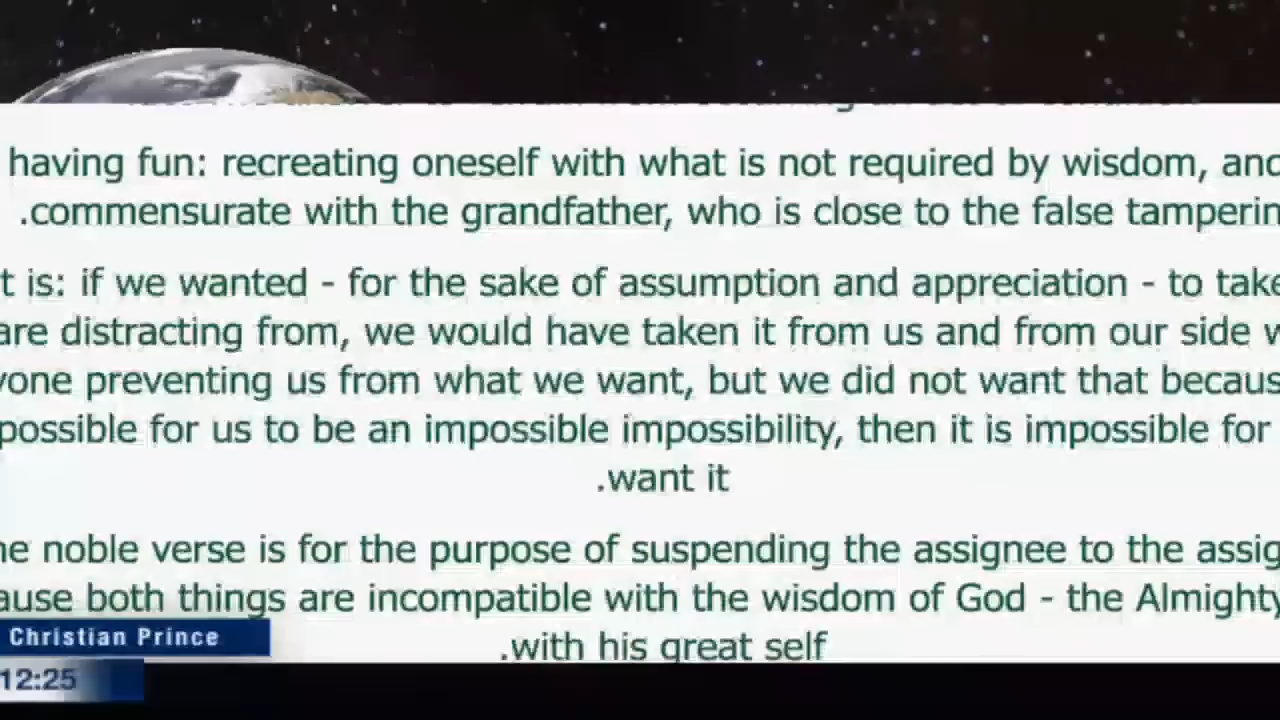 having fun: recreating oneself with what is not required by wisdom, and
.commensurate with the grandfather, who is close to the false tamperin
t is: if we wanted - for the sake of assumption and appreciation - to take
are distracting from, we would have taken it from us and from our side w
yone preventing us from what we want, but we did not want that becaus
possible for us to be an impossible impossibility, then it is impossible for
.want it
he noble verse is for the purpose of suspending the assignee to the assig
ause both things are incompatible with the wisdom of God - the Almighty
.with his great self
Christian Prince
12:25